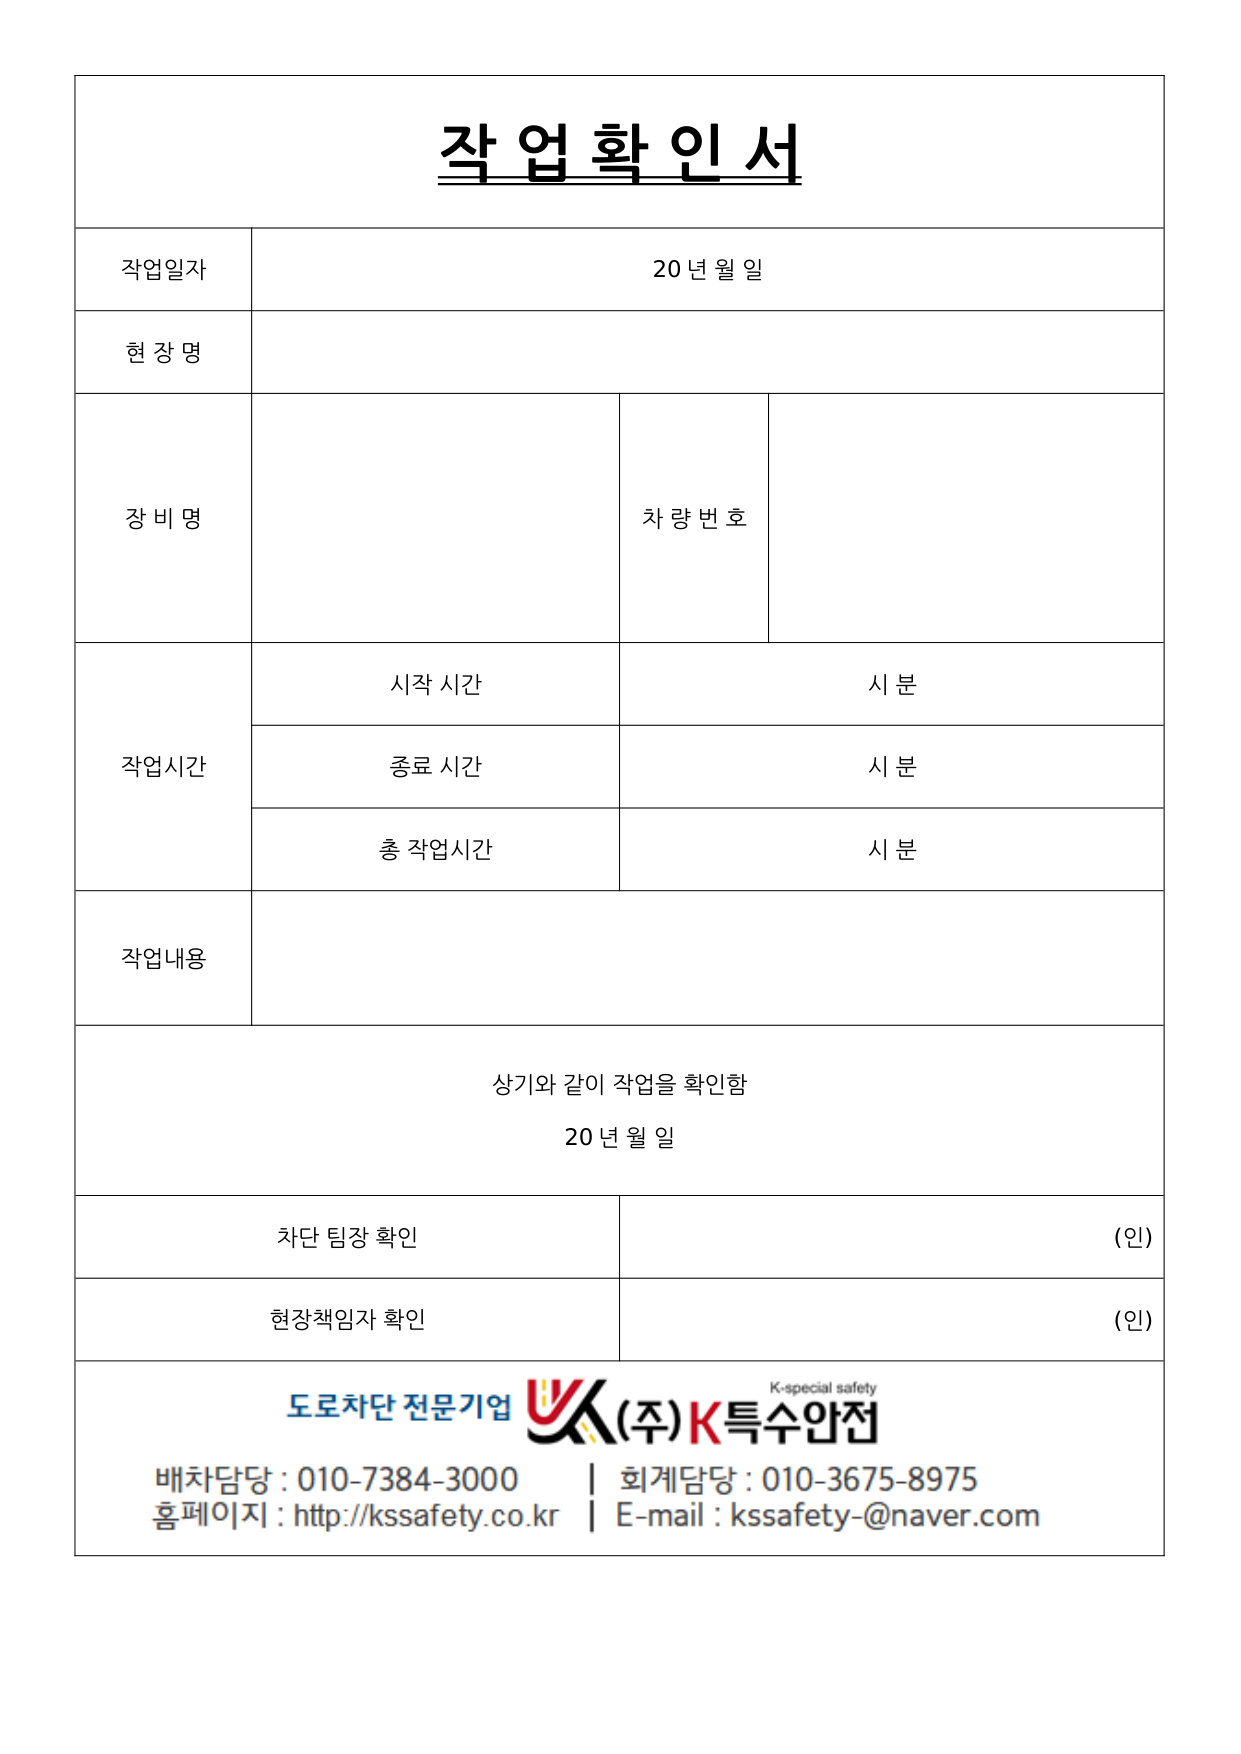 작 업 확 인 서
작업일자
20 년 월 일
현 장 명
장 비 명
차 량 번 호
작업시간
시작 시간
시 분
종료 시간
시 분
총 작업시간
시 분
작업내용
상기와 같이 작업을 확인함
20 년 월 일
차단 팀장 확인
(인)
현장책임자 확인
(인)
K-special safety
도로차단 전문기업 (주)K특수안전
배차담당 : 010-7384-3000 | 회계담당 : 010-3675-8975
홈페이지 : http://kssafety.co.kr | E-mail : kssafety-@naver.com